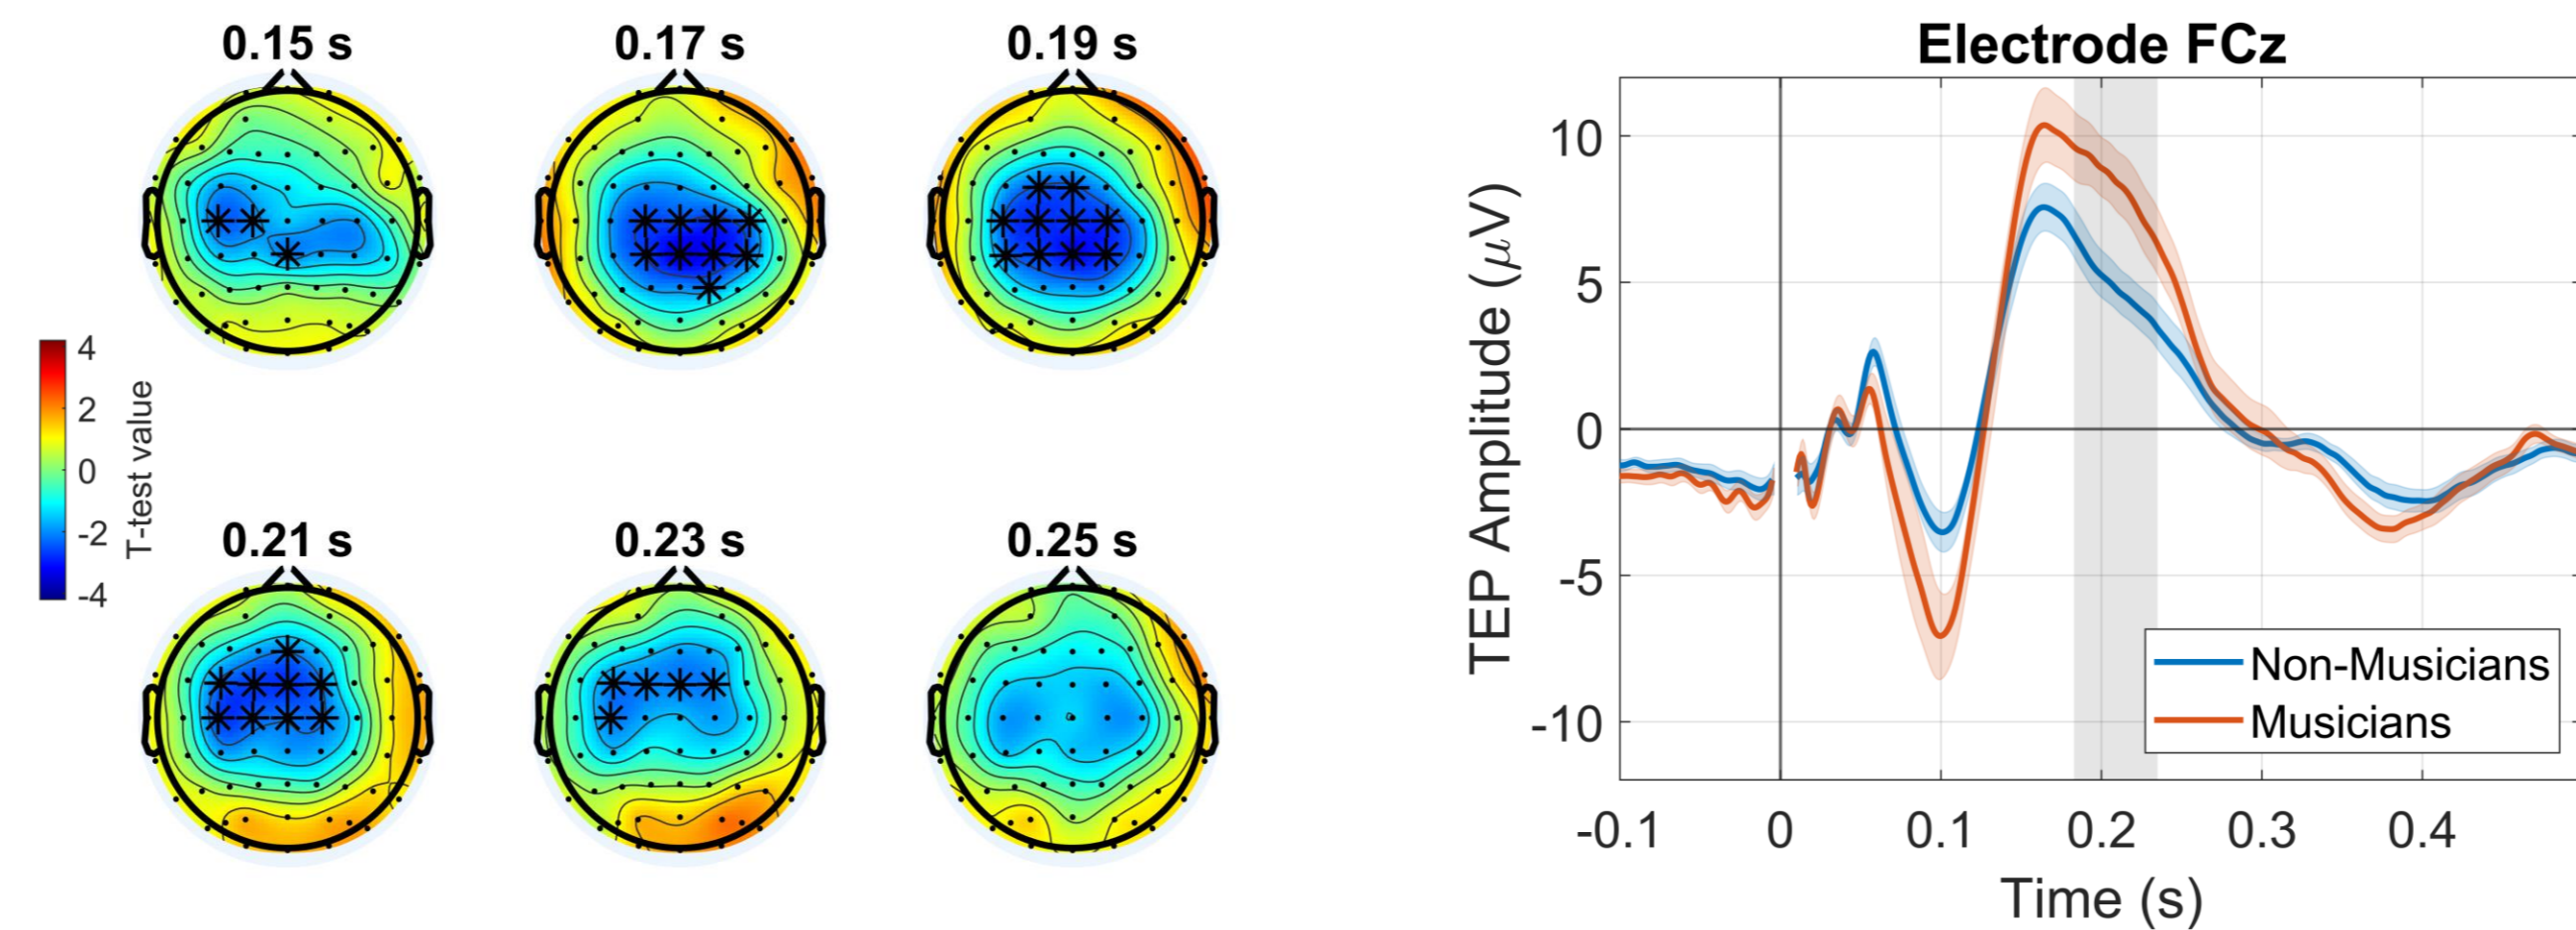 0.15 s
0.17 s
0.19 s
4
2
0
-2
-4
T-test value
0.21 s
0.23 s
0.25 s
Electrode FCz
10
5
0
-5
-10
TEP Amplitude (μV)
Non-Musicians
Musicians
-0.1
0
0.1
0.2
0.3
0.4
Time (s)